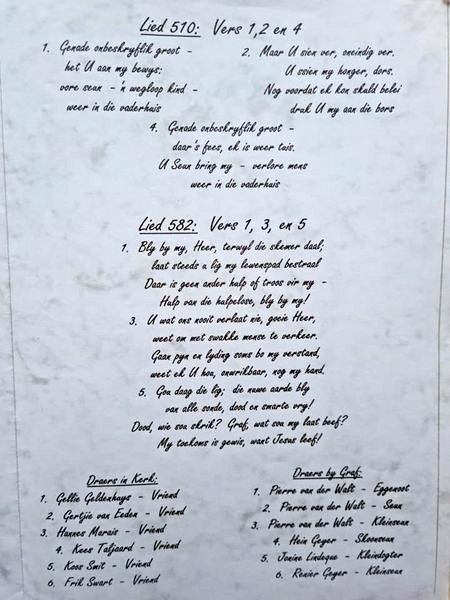 Lied 510: Vers 1,2 en 4
1. Genade onbeskryflik groot –
het U aan my bewys:
vore seun – 'n wegloop kind –
weer in die vaderhuis
2. Maar U sien ver, oneindig ver.
U ssien my honger, dors.
Nog voordat ek kon skuld belei
druk U my aan die bors
4. Genade onbeskryflik groot –
daar's fees, ek is weer tuis.
U Seun bring my – verlore mens
weer in die vaderhuis
Lied 582: Vers 1, 3, en 5
1. Bly by my, Heer, terwyl die skemer daal;
laat steeds u lig my lewenspad bestraal
Daar is geen ander hulp of troos vir my –
Hulp van die hulpelose, bly by my!
3. U wat ons nooit verlaat nie, goeie Heer,
weet om met swakke mense te verkeer.
Gaan pyn en lyding soms bo my verstand,
weet ek U hou, onwrikbaar, nog my hand.
5. Gou daag die lig; die nuwe aarde bly
van alle sonde, dood en smarte vry!
Dood, wie sou skrik? Graf, wat sou my laat beef?
My toekoms is gewis, want Jesus leef!
Draers in Kerk:
1. Gellie Geldenhuys – Vriend
2. Gertjie van Eeden – Vriend
3. Hannes Marais – Vriend
4. Kees Taljaard – Vriend
5. Koos Smit – Vriend
6. Frik Swart – Vriend
Draers by Graf:
1. Pierre van der Walt – Eggenoot
2. Pierre van der Walt – Seun
3. Pierre van der Walt – Kleinseun
4. Hein Geyer – Skoonseun
5. Jonine Lindeque – Kleindogter
6. Renier Geyer – Kleinseun